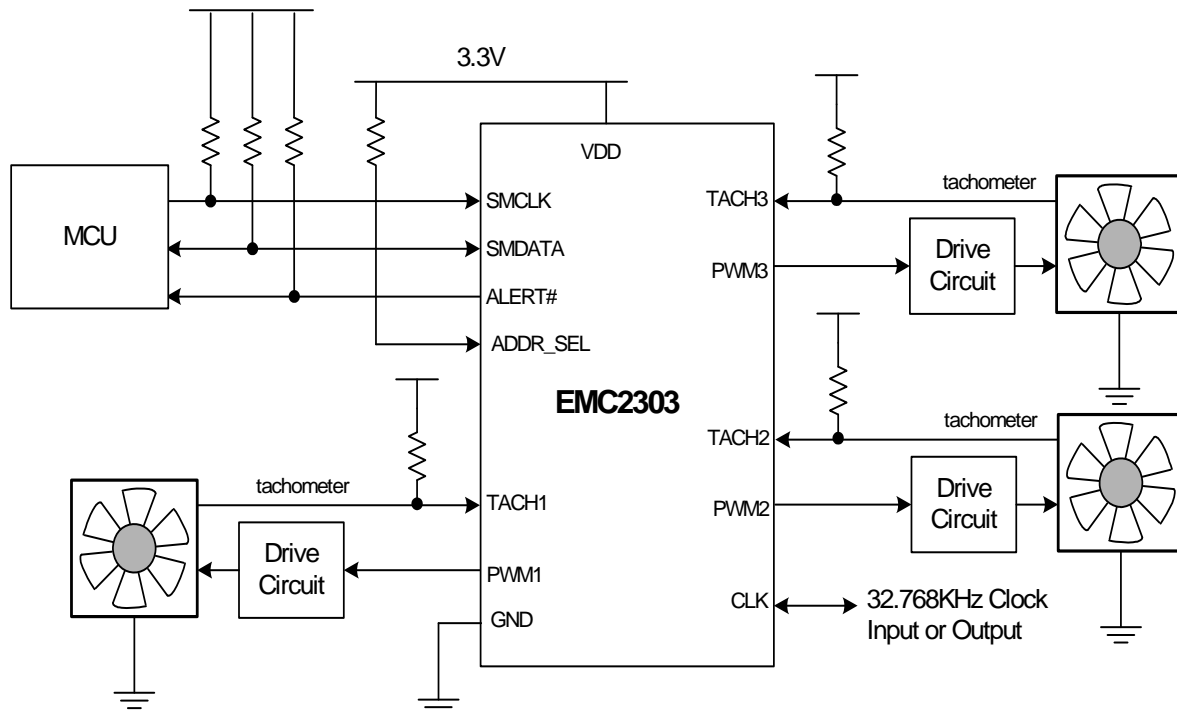 3.3V
VDD
MCU
SMCLK
SMDATA
ALERT#
ADDR_SEL
EMC2303
TACH3
tachometer
PWM3
Drive
Circuit
TACH2
tachometer
PWM2
Drive
Circuit
tachometer
TACH1
Drive
Circuit
PWM1
GND
CLK
32.768KHz Clock
Input or Output